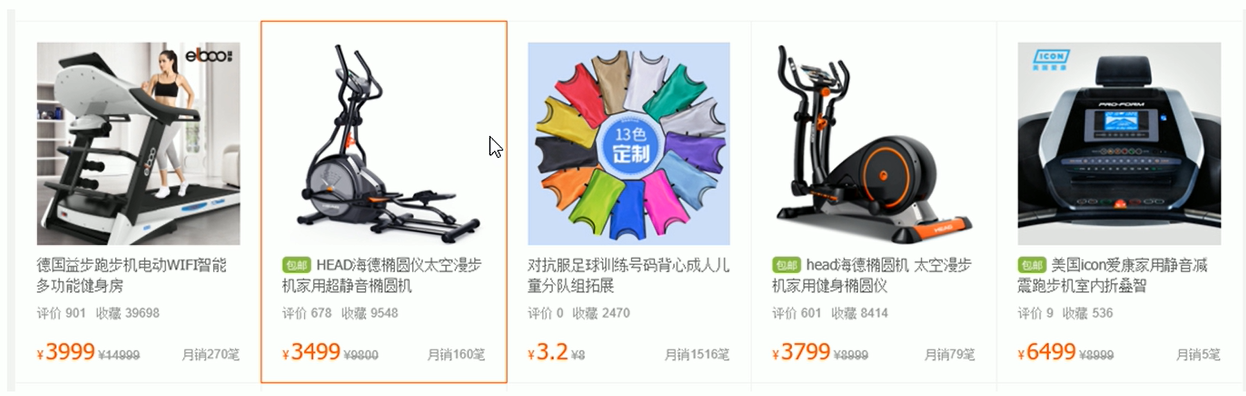 elboo
elboo
德国益步跑步机电动WIFI智能
多功能健身房
评价 901 收藏 39698
¥3999 ¥14999 月销270笔
包邮 HEAD海德椭圆仪太空漫步
机家用超静音椭圆机
评价 678 收藏 9548
¥3499 ¥9800 月销160笔
13色
定制
对抗服足球训练号码背心成人儿
童分队组拓展
评价 0 收藏 2470
¥3.2 ¥8 月销1516笔
HEAD
包邮 head海德椭圆机 太空漫步
机家用健身椭圆仪
评价 601 收藏 8414
¥3799 ¥8999 月销79笔
ICON
美国爱康
PRO-FORM
包邮 美国icon爱康家用静音减
震跑步机室内折叠智
评价 9 收藏 536
¥6499 ¥8999 月销5笔